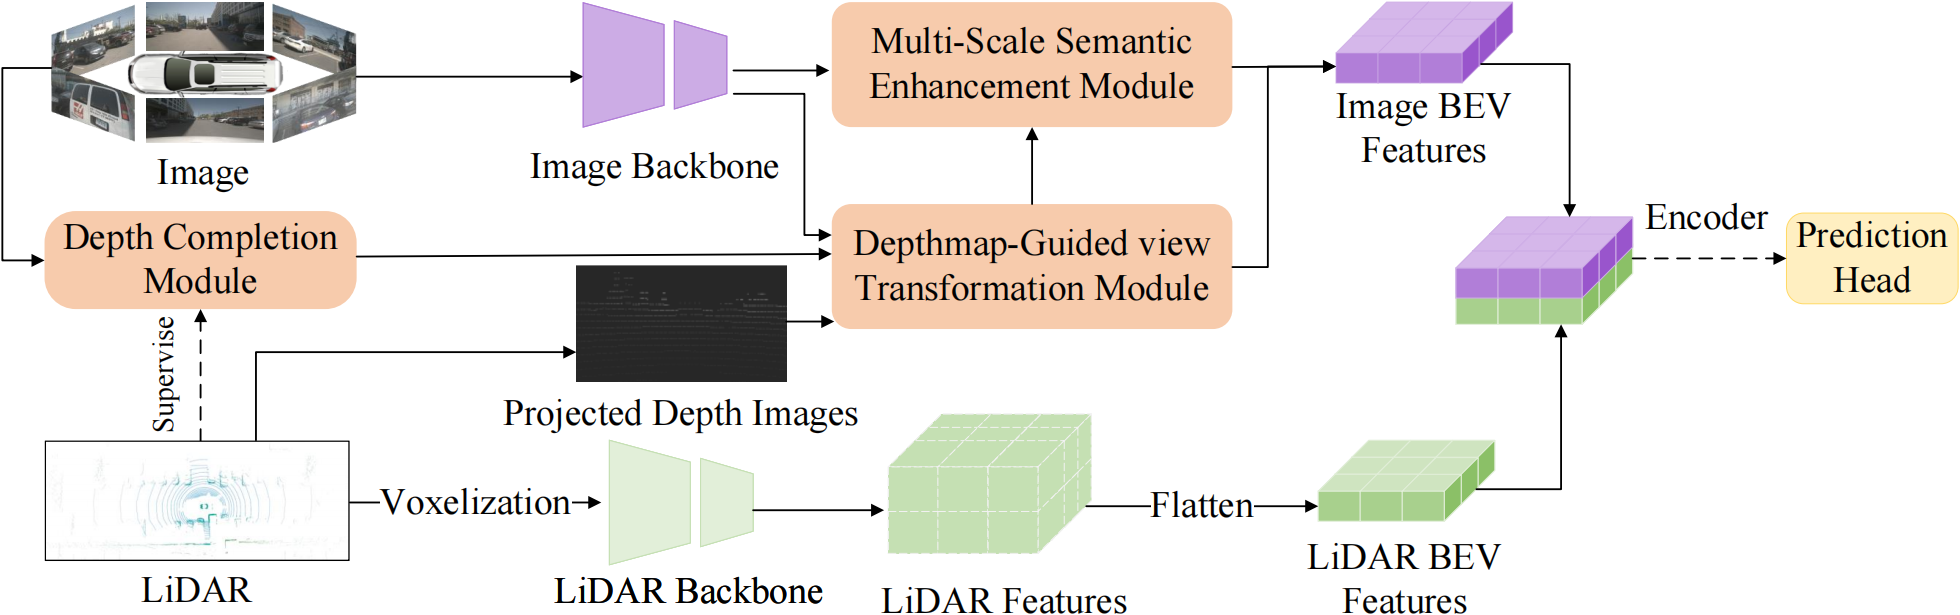 Multi-Scale Semantic
Enhancement Module
Image BEV
Features
Image
Image Backbone
Depth Completion
Module
Depthmap-Guided view
Transformation Module
Encoder
Prediction
Head
Supervise
Projected Depth Images
Voxelization
Flatten
LiDAR
LiDAR Backbone
LiDAR Features
LiDAR BEV
Features